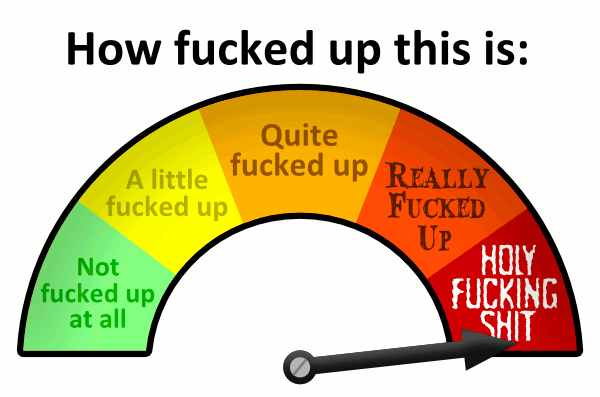 How fucked up this is:
Not
fucked up
at all
A little
fucked up
Quite
fucked up
REALLY
FUCKED
UP
HOLY
FUCKING
SHIT